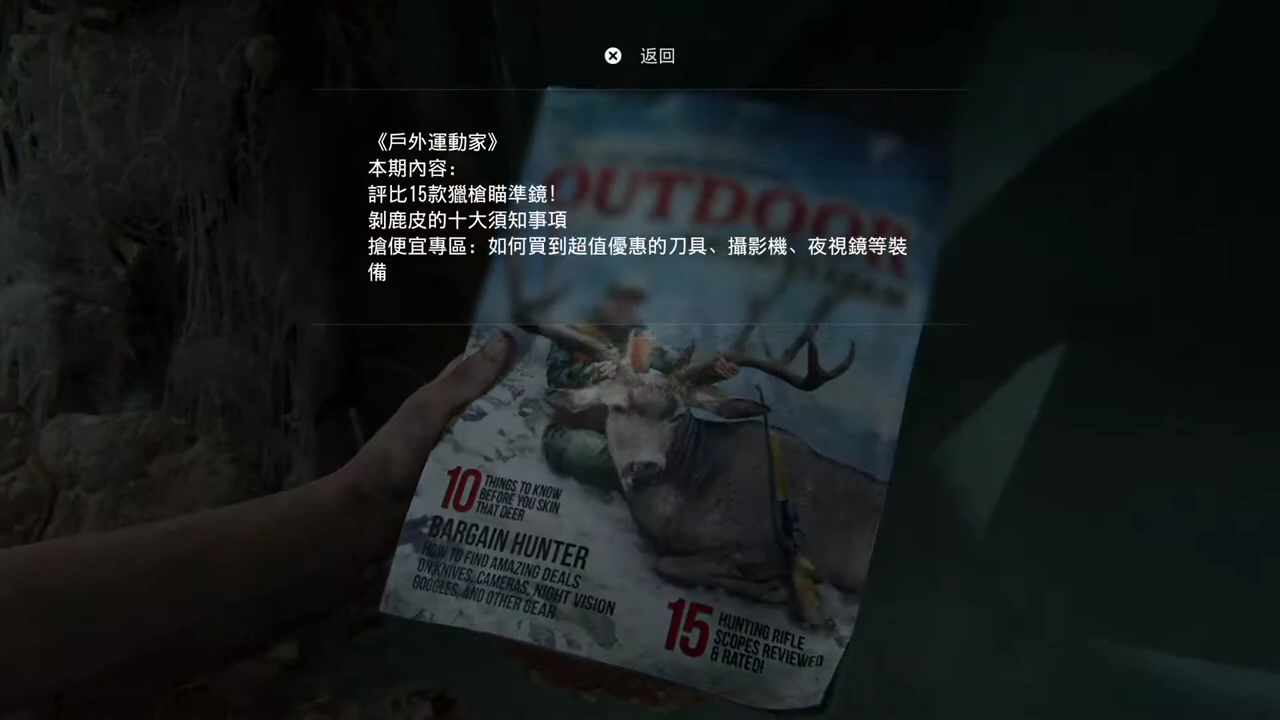 返回
《戶外運動家》
本期內容：
評比15款獵槍瞄準鏡！
剝鹿皮的十大須知事項
搶便宜專區：如何買到超值優惠的刀具、攝影機、夜視鏡等裝
備
OUTDOOR
10 THINGS TO KNOW
BEFORE YOU SKIN
THAT DEER
BARGAIN HUNTER
HOW TO FIND AMAZING DEALS
ON KNIVES, CAMERAS, NIGHT VISION
GOGGLES, AND OTHER GEAR
15 HUNTING RIFLE
SCOPES REVIEWED
& RATED!